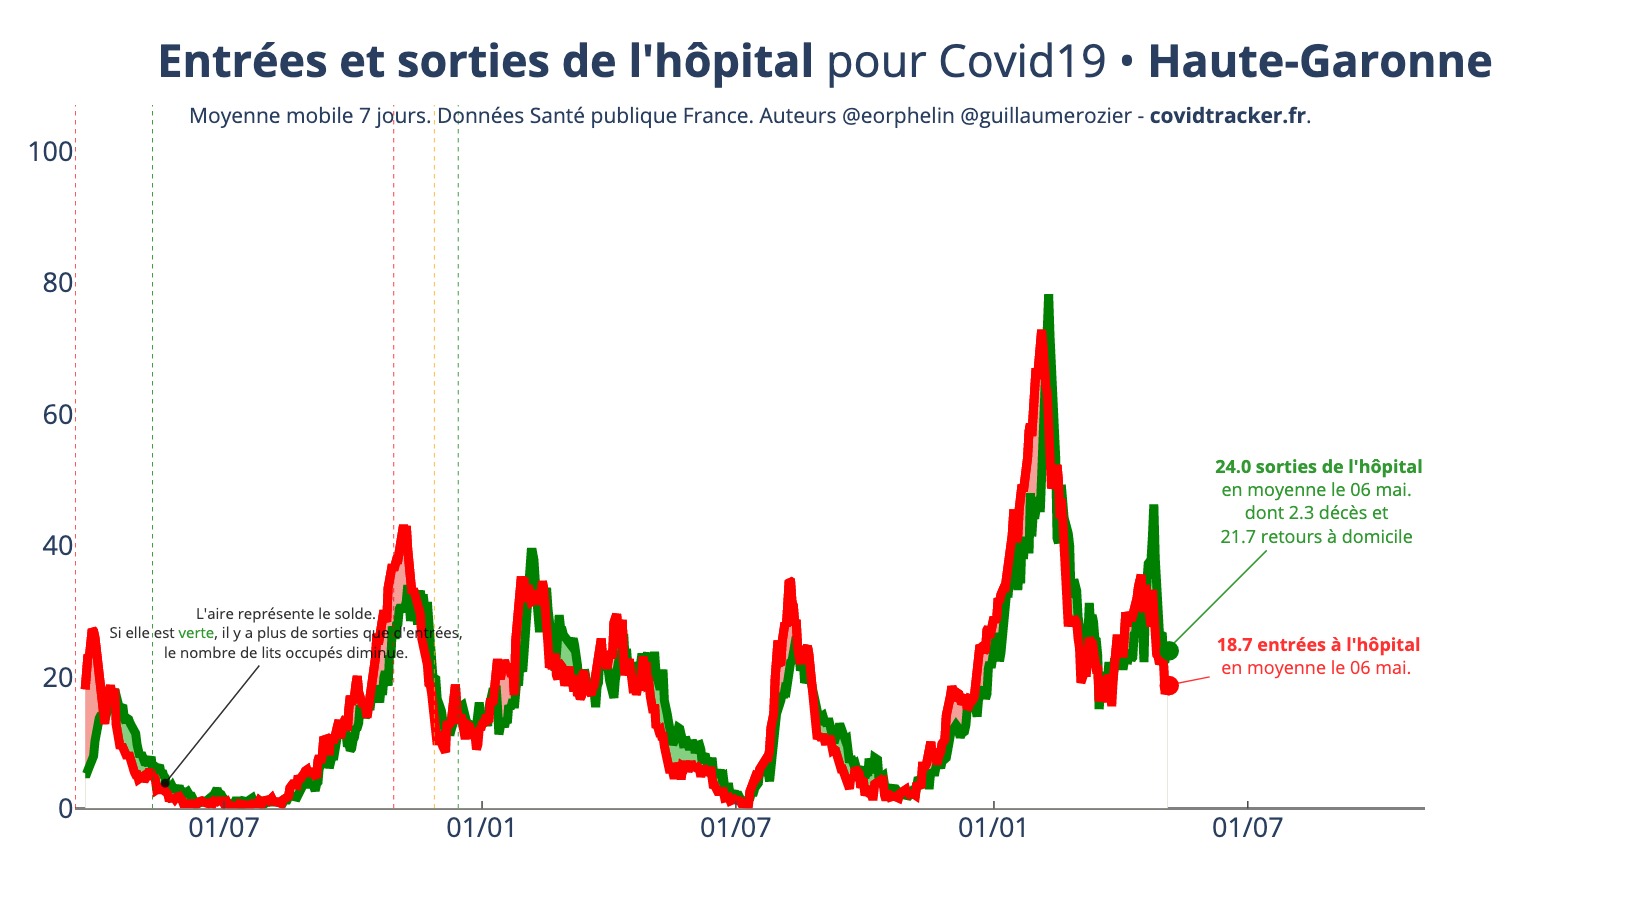 Entrées et sorties de l'hôpital pour Covid19 • Haute-Garonne
Moyenne mobile 7 jours. Données Santé publique France. Auteurs @eorphelin @guillaumerozier - covidtracker.fr.
100
80
60
40
20
0
24.0 sorties de l'hôpital
en moyenne le 06 mai.
dont 2.3 décès et
21.7 retours à domicile
L'aire représente le solde.
Si elle est verte, il y a plus de sorties que d'entrées,
le nombre de lits occupés diminue.
18.7 entrées à l'hôpital
en moyenne le 06 mai.
01/07
01/01
01/07
01/01
01/07